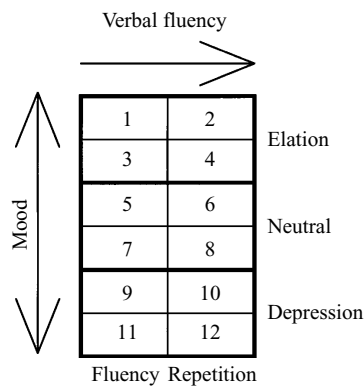 Verbal fluency
1 2
Elation
3 4
Mood
5 6
Neutral
7 8
9 10
Depression
11 12
Fluency Repetition